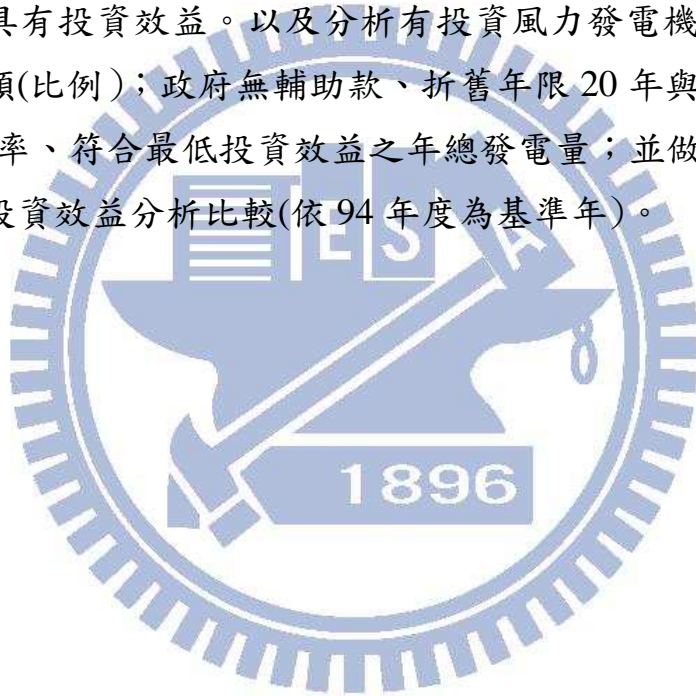 具有投資效益。以及分析有投資風力發電機
額(比例)；政府無輔助款、折舊年限 20 年與
率、符合最低投資效益之年總發電量；並做
投資效益分析比較(依 94 年度為基準年)。
E S A
1896